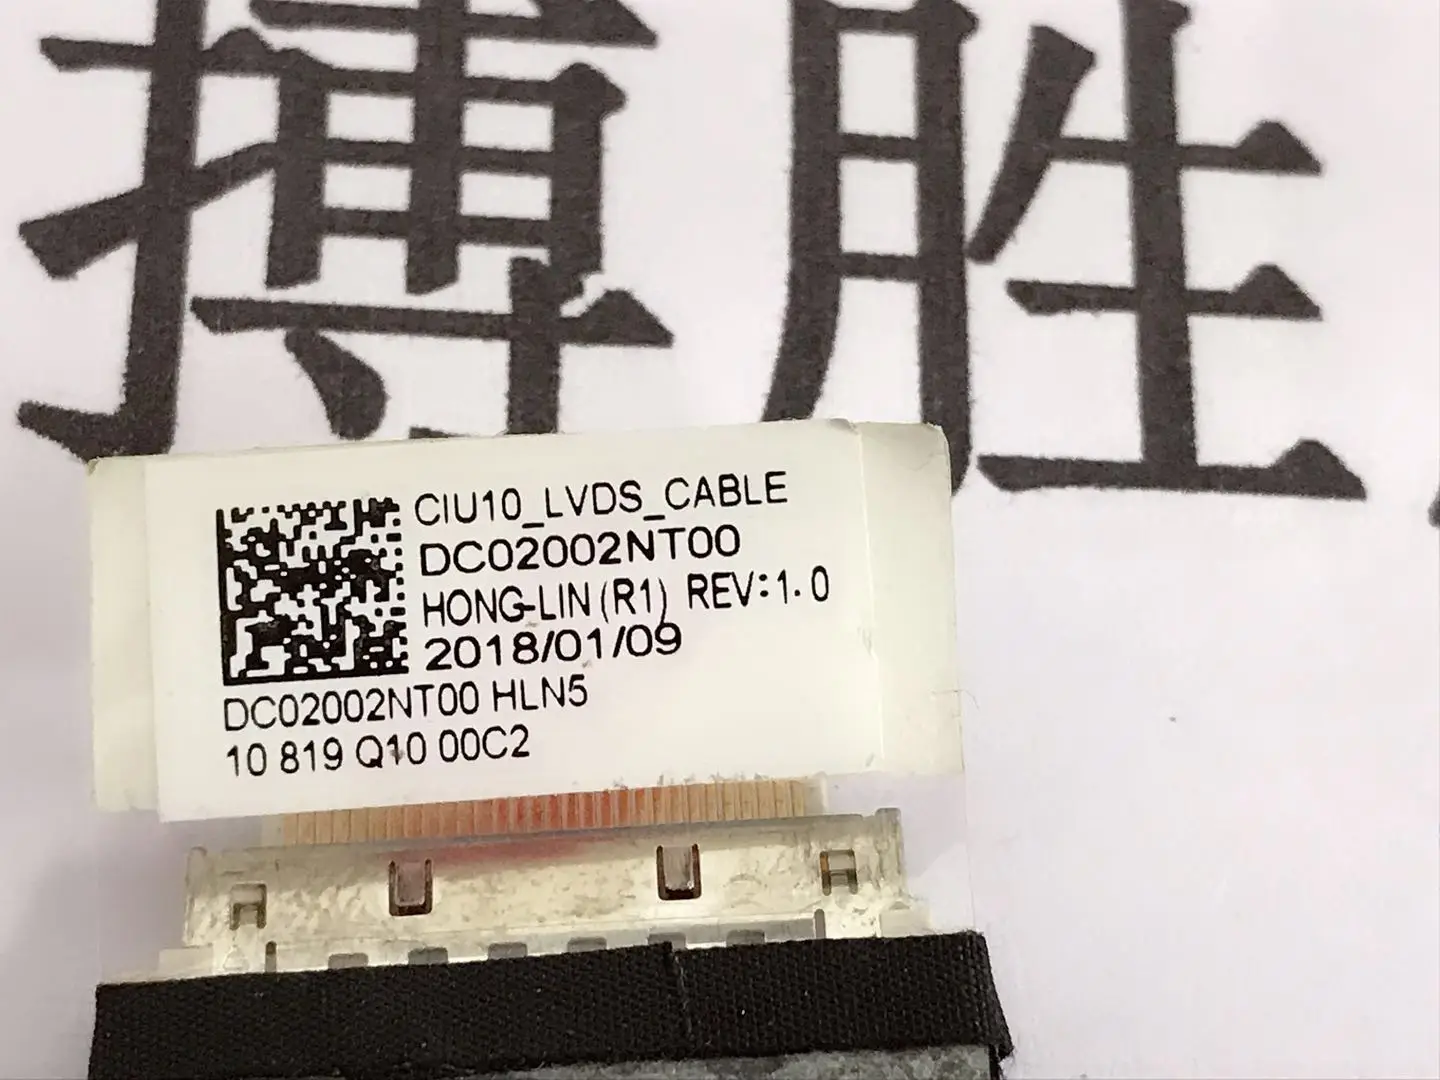 搏胜
CIU10_LVDS_CABLE
DC02002NT00
HONG-LIN(R1) REV:1.0
2018/01/09
DC02002NT00 HLN5
10 819 Q10 00C2